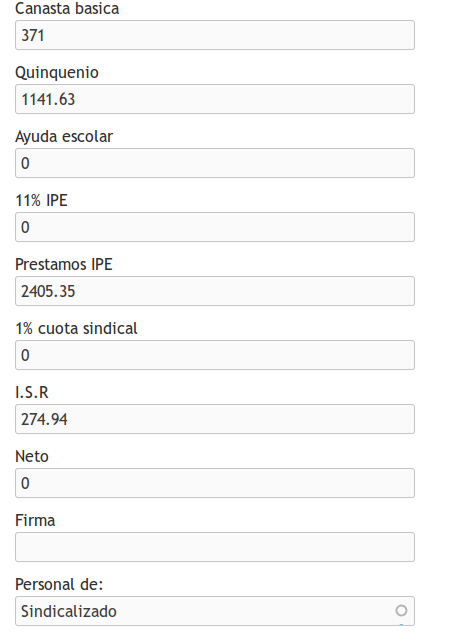 Canasta basica
371
Quinquenio
1141.63
Ayuda escolar
0
11% IPE
0
Prestamos IPE
2405.35
1% cuota sindical
0
I.S.R
274.94
Neto
0
Firma
Personal de:
Sindicalizado